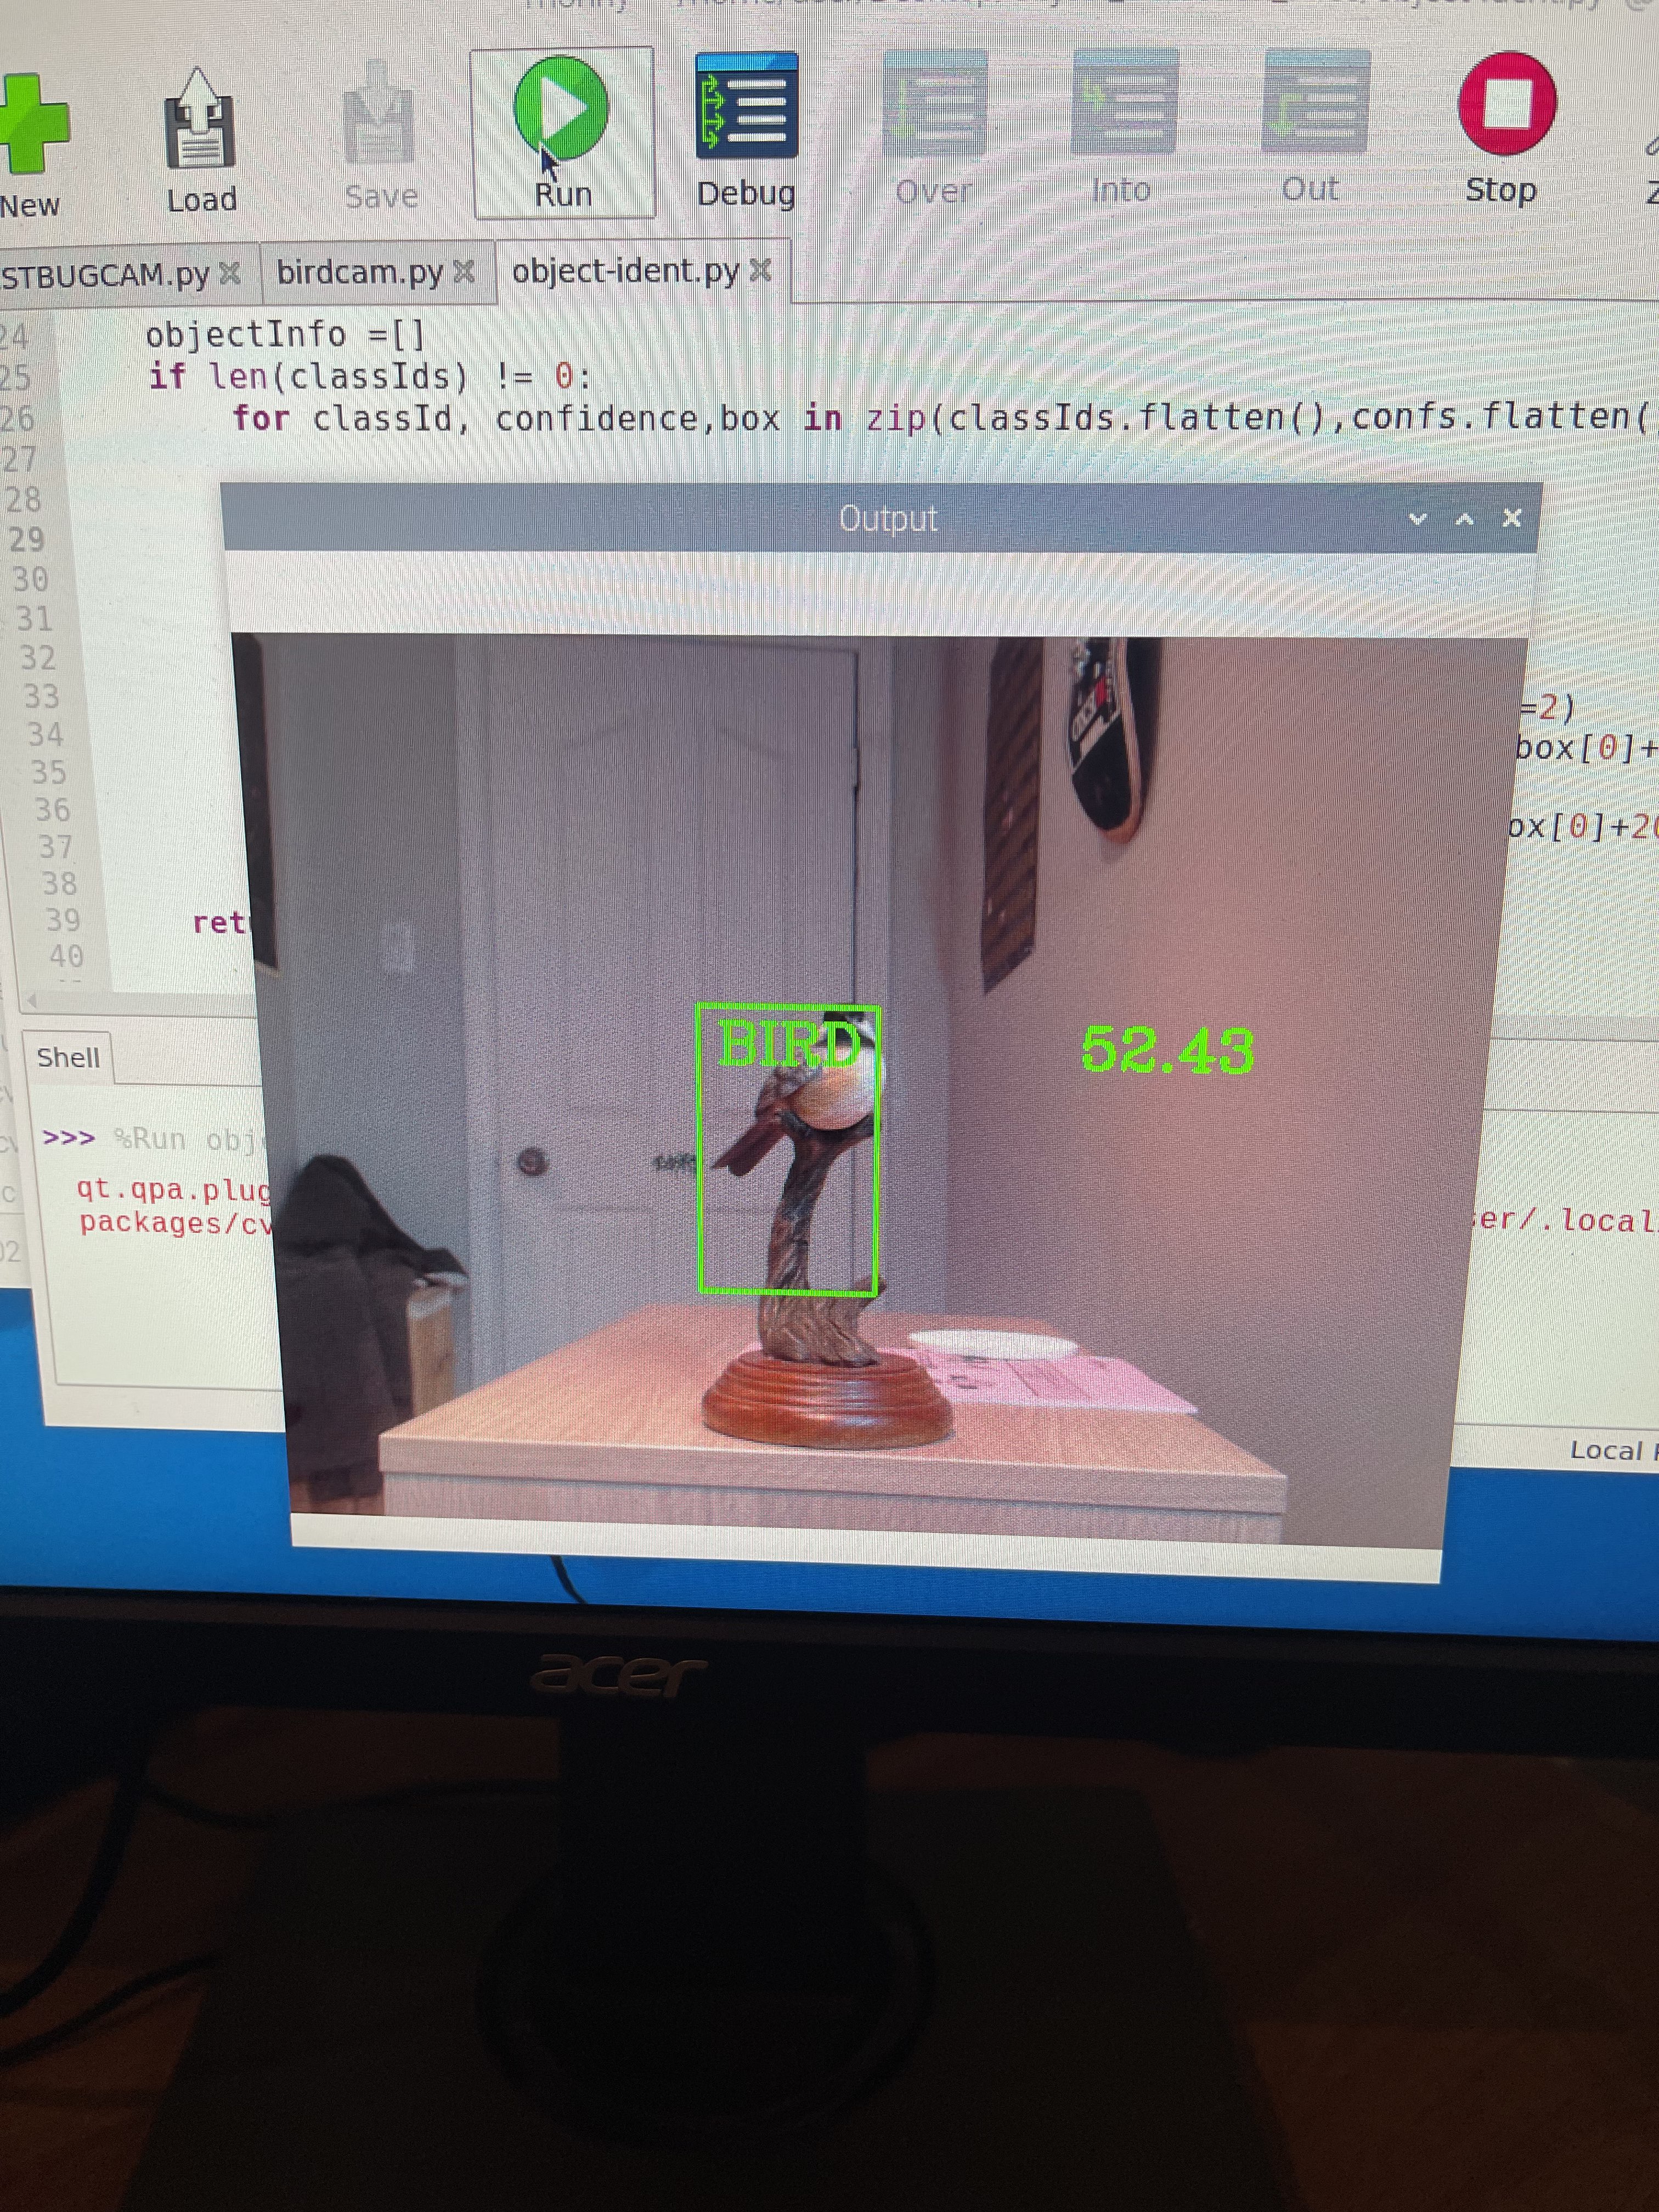 New
Load
Save
Run
Debug
Over
Into
Out
Stop
STBUGCAM.py
birdcam.py
object-ident.py
24 objectInfo =[]
25 if len(classIds) != 0:
26 for classId, confidence,box in zip(classIds.flatten(),confs.flatten(
27
28
Output
29
30
31
32
33
=2)
34
box[0]+
35
36
ox[0]+20
37
38
39 ret
40
BIRD
52.43
Shell
>>> %Run obj
qt.qpa.plug
packages/cv
er/.local
Local
acer